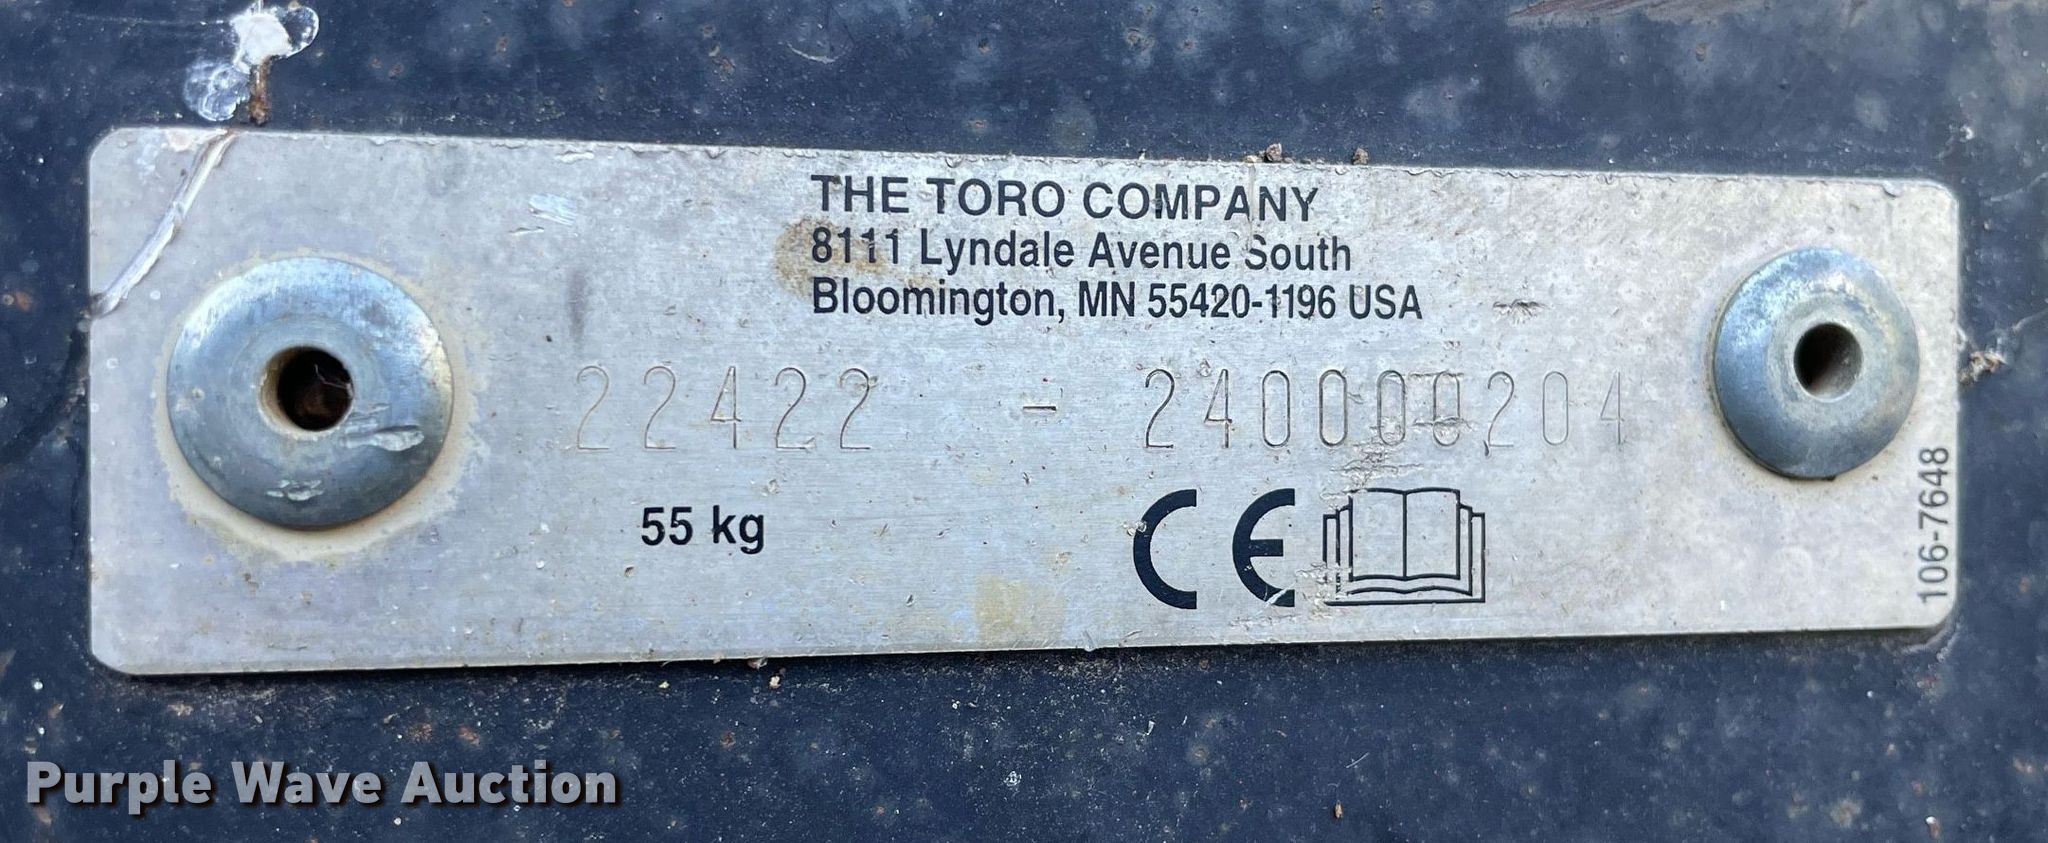 THE TORO COMPANY
8111 Lyndale Avenue South
Bloomington, MN 55420-1196 USA
22422 - 240000204
55 kg
CE
106-7648
Purple Wave Auction